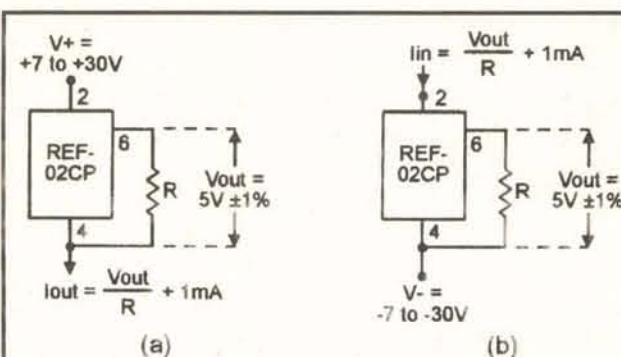 V+ =
+7 to +30V
2
REF-
02CP
6
R
Vout =
5V ±1%
4
Iout = Vout/R + 1mA
(a)
Iin = Vout/R + 1mA
2
REF-
02CP
6
R
Vout =
5V ±1%
4
V- =
-7 to -30V
(b)